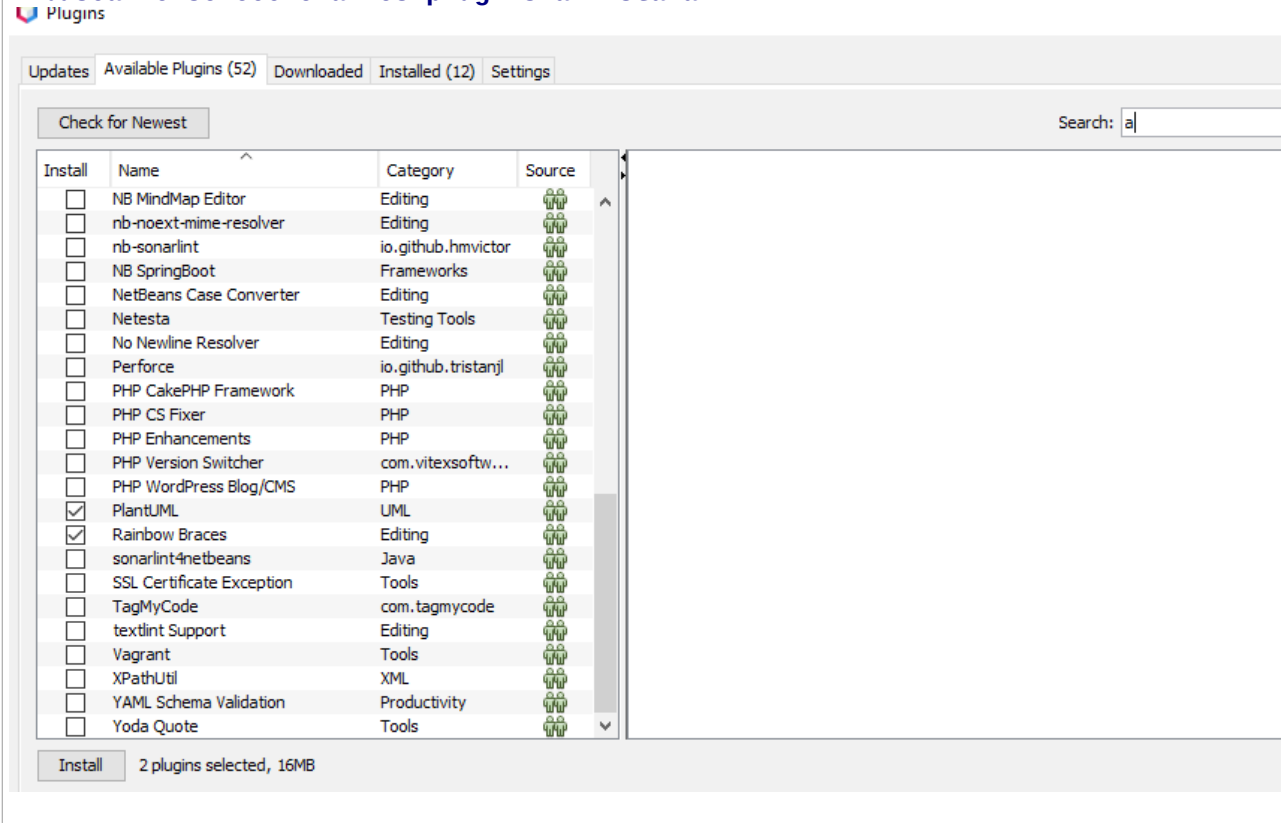 Plugins
Updates Available Plugins (52) Downloaded Installed (12) Settings
Check for Newest Search: a
Install Name Category Source
NB MindMap Editor Editing
nb-noext-mime-resolver Editing
nb-sonarlint io.github.hmvictor
NB SpringBoot Frameworks
NetBeans Case Converter Editing
Netesta Testing Tools
No Newline Resolver Editing
Perforce io.github.tristanjl
PHP CakePHP Framework PHP
PHP CS Fixer PHP
PHP Enhancements PHP
PHP Version Switcher com.vitexsoftw...
PHP WordPress Blog/CMS PHP
PlantUML UML
Rainbow Braces Editing
sonarlint4netbeans Java
SSL Certificate Exception Tools
TagMyCode com.tagmycode
textlint Support Editing
Vagrant Tools
XPathUtil XML
YAML Schema Validation Productivity
Yoda Quote Tools
Install 2 plugins selected, 16MB